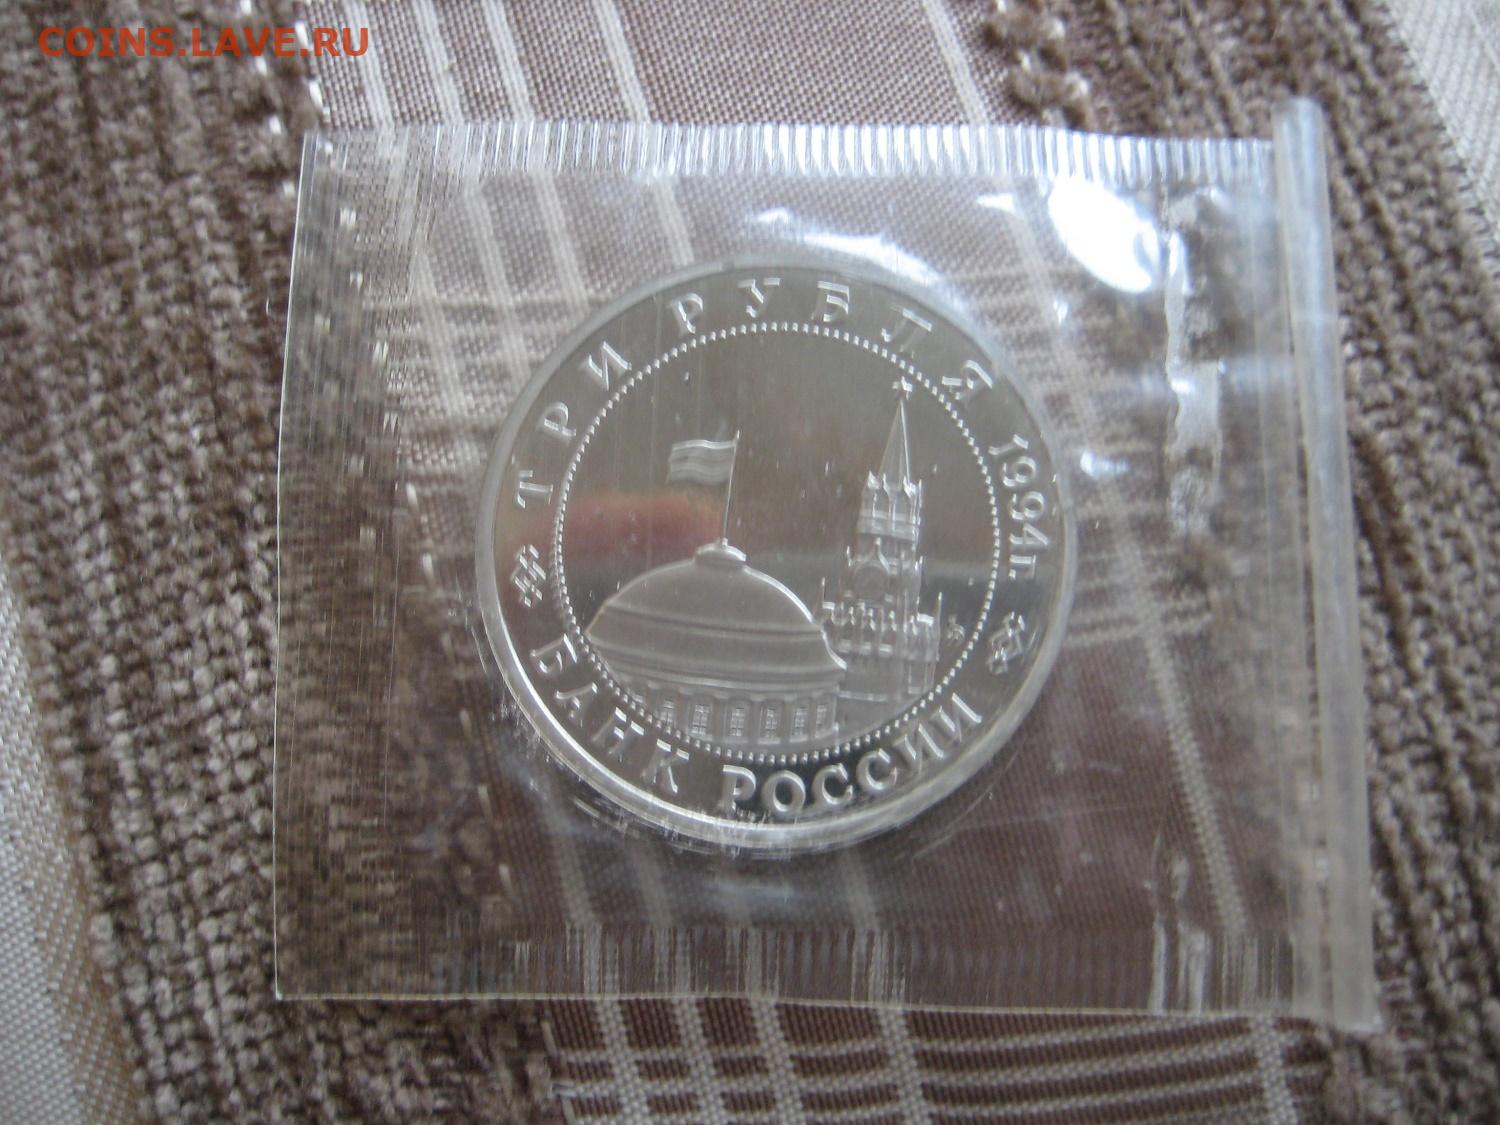 COINS.LAVE.RU
ТРИ РУБЛЯ 1994г.
БАНК РОССИИ